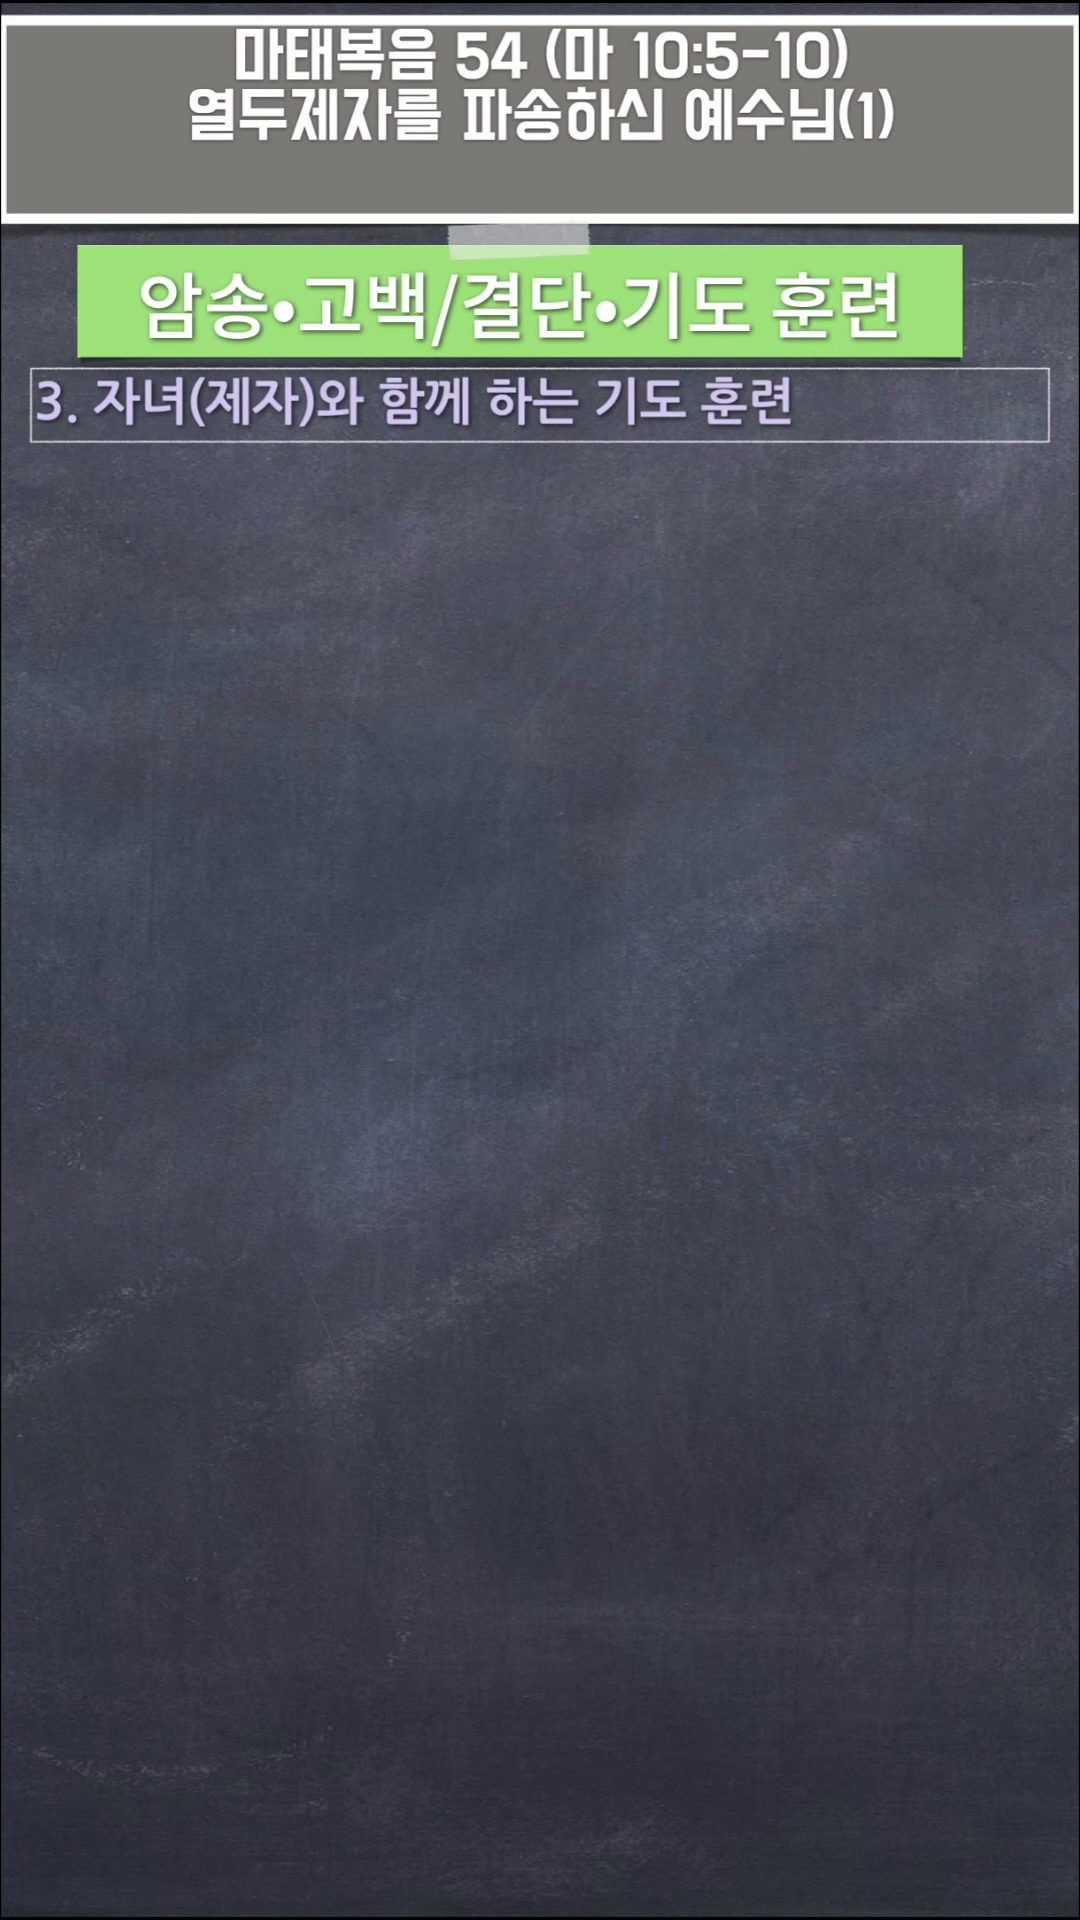 마태복음 54 (마 10:5-10)
열두제자를 파송하신 예수님(1)
암송•고백/결단•기도 훈련
3. 자녀(제자)와 함께 하는 기도 훈련